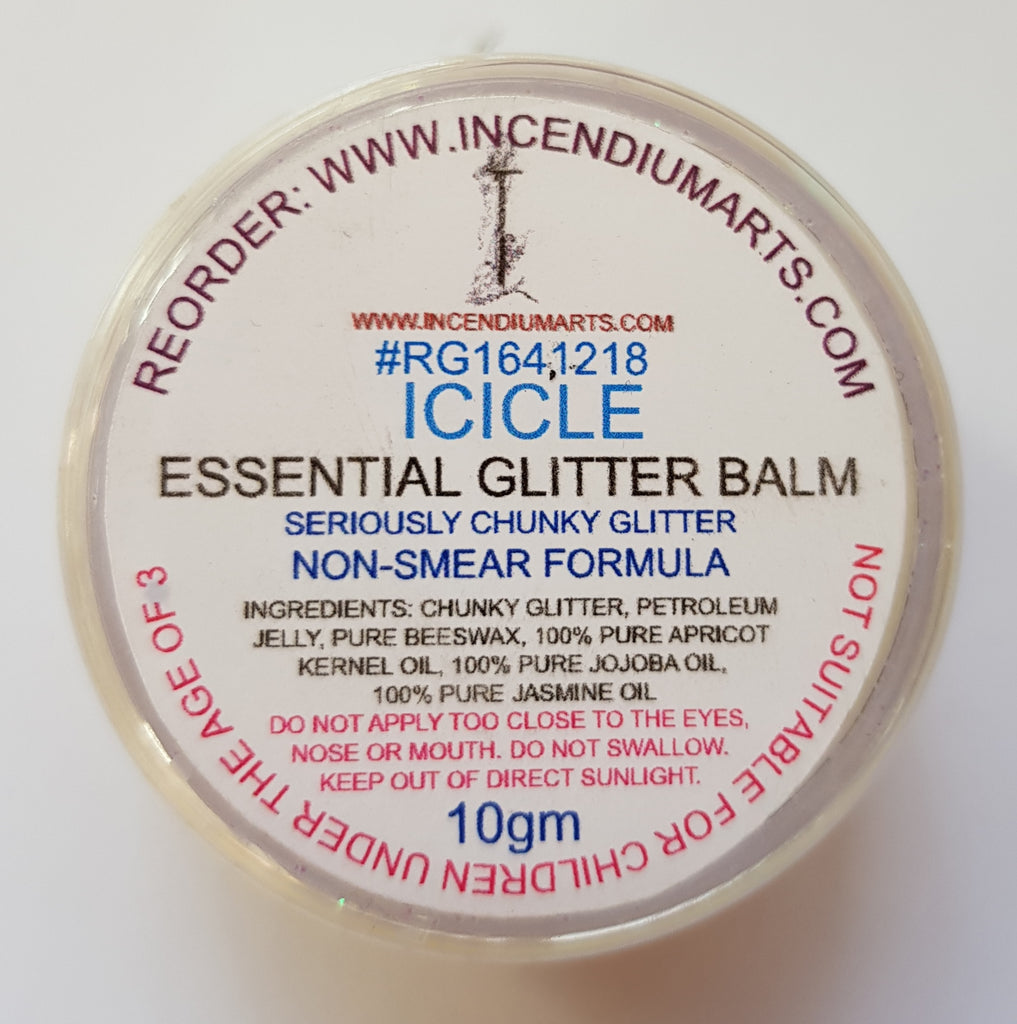 REORDER: WWW.INCENDIUMARTS.COM
WWW.INCENDIUMARTS.COM
#RG1641218
ICICLE
ESSENTIAL GLITTER BALM
SERIOUSLY CHUNKY GLITTER
NON-SMEAR FORMULA
INGREDIENTS: CHUNKY GLITTER, PETROLEUM
JELLY, PURE BEESWAX, 100% PURE APRICOT
KERNEL OIL, 100% PURE JOJOBA OIL,
100% PURE JASMINE OIL
DO NOT APPLY TOO CLOSE TO THE EYES,
NOSE OR MOUTH. DO NOT SWALLOW.
KEEP OUT OF DIRECT SUNLIGHT.
10gm
NOT SUITABLE FOR CHILDREN UNDER THE AGE OF 3